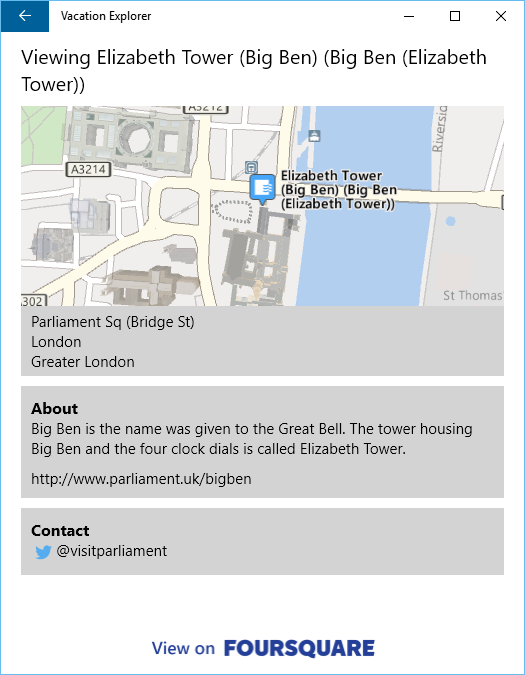 Vacation Explorer
Viewing Elizabeth Tower (Big Ben) (Big Ben (Elizabeth
Tower))
A3212
A3214
Riversid
Elizabeth Tower
(Big Ben) (Big Ben
(Elizabeth Tower))
302
St Thomas
Parliament Sq (Bridge St)
London
Greater London
About
Big Ben is the name was given to the Great Bell. The tower housing
Big Ben and the four clock dials is called Elizabeth Tower.
http://www.parliament.uk/bigben
Contact
@visitparliament
View on FOURSQUARE